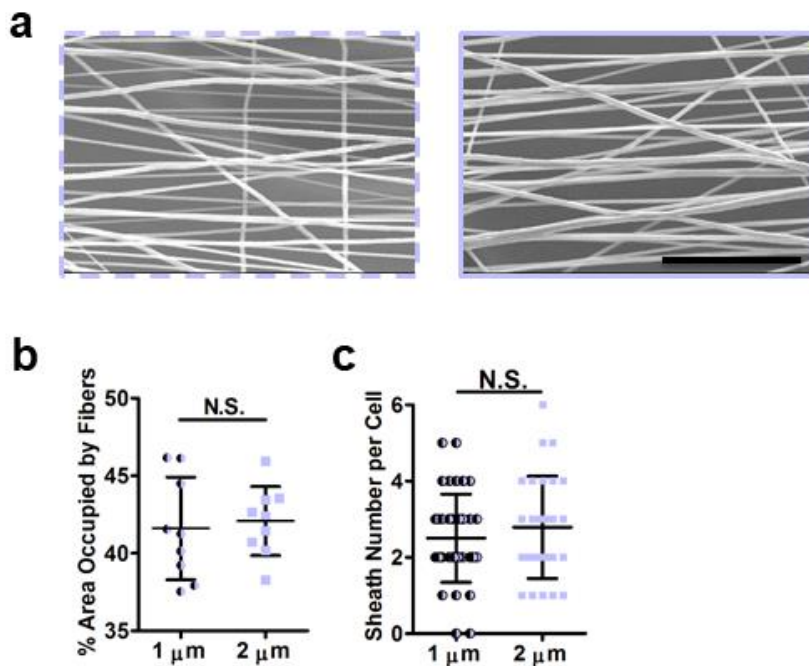 a
b
% Area Occupied by Fibers
50
45
40
35
N.S.
1 μm
2 μm
c
Sheath Number per Cell
6
4
2
0
N.S.
1 μm
2 μm